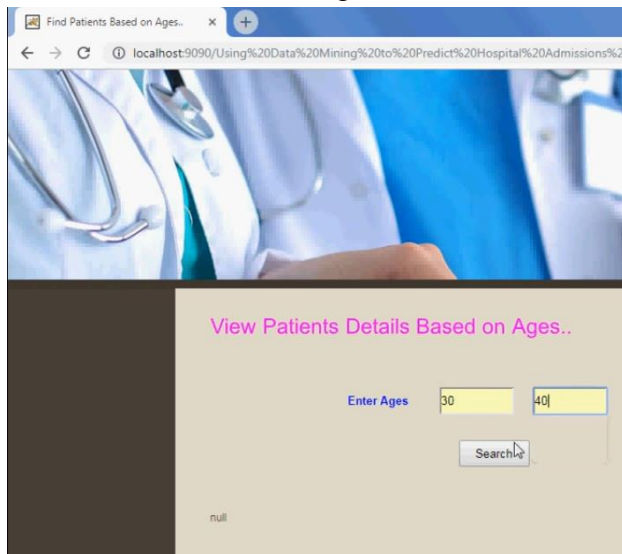 Find Patients Based on Ages..
localhost:9090/Using%20Data%20Mining%20to%20Predict%20Hospital%20Admissions%2
View Patients Details Based on Ages..
Enter Ages 30 40
Search
null